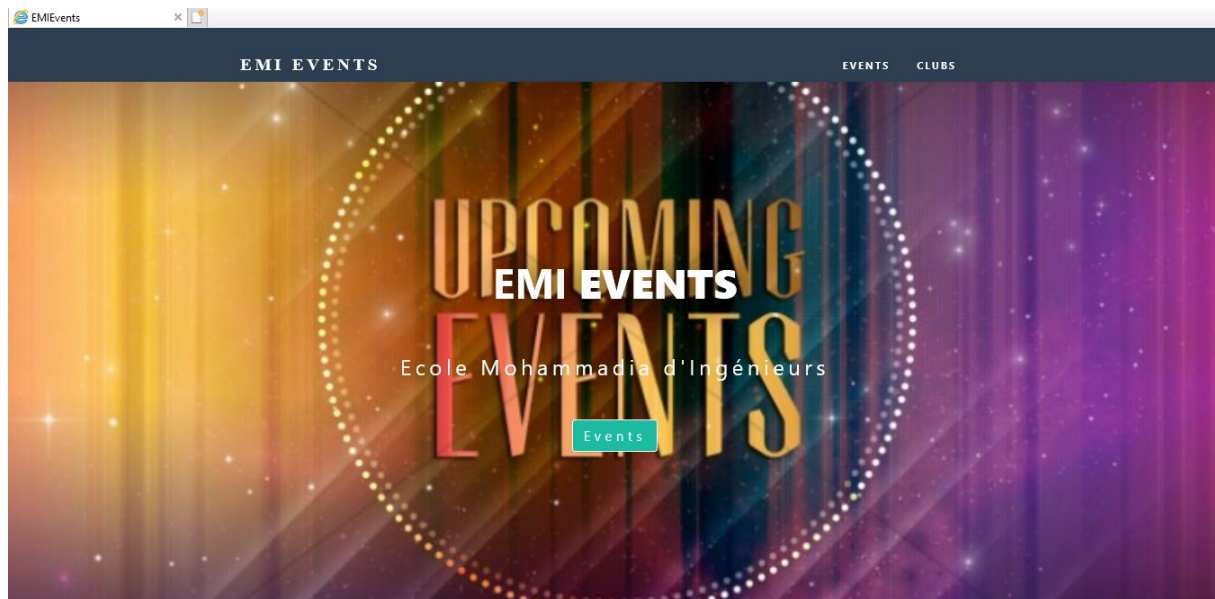 EMIEvents
EMI EVENTS
EVENTS CLUBS
UPCOMING
EMI EVENTS
EVENTS
Ecole Mohammadia d'Ingénieurs
Events